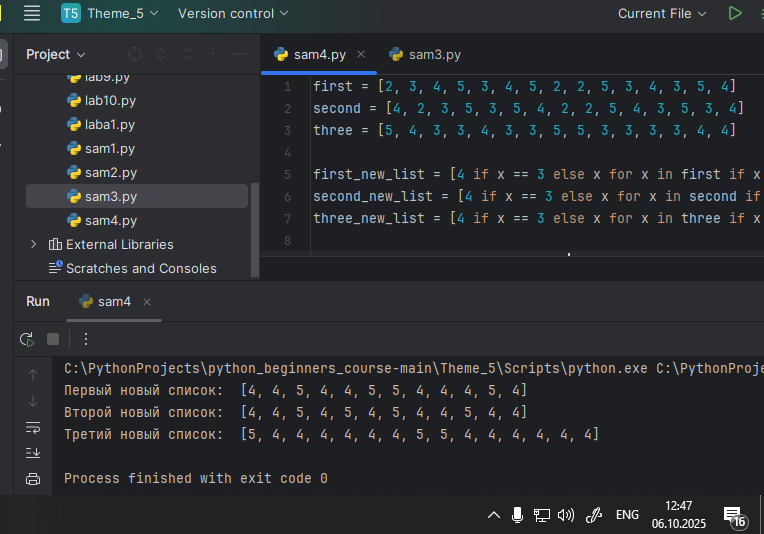 T5 Theme_5 Version control Current File
Project
sam4.py
sam3.py
lab9.py
lab10.py
laba1.py
sam1.py
sam2.py
sam3.py
sam4.py
External Libraries
Scratches and Consoles
1 first = [2, 3, 4, 5, 3, 4, 5, 2, 2, 5, 3, 4, 3, 5, 4]
2 second = [4, 2, 3, 5, 3, 5, 4, 2, 2, 5, 4, 3, 5, 3, 4]
3 three = [5, 4, 3, 3, 4, 3, 3, 5, 5, 3, 3, 3, 3, 4, 4]
4
5 first_new_list = [4 if x == 3 else x for x in first if x
6 second_new_list = [4 if x == 3 else x for x in second if
7 three_new_list = [4 if x == 3 else x for x in three if x
8
Run sam4
C:\PythonProjects\python_beginners_course-main\Theme_5\Scripts\python.exe C:\PythonProje
Первый новый список: [4, 4, 5, 4, 4, 5, 5, 4, 4, 4, 5, 4]
Второй новый список: [4, 4, 5, 4, 5, 4, 5, 4, 4, 5, 4, 4]
Третий новый список: [5, 4, 4, 4, 4, 4, 4, 5, 5, 4, 4, 4, 4, 4, 4]
Process finished with exit code 0
ENG
12:47
06.10.2025
16